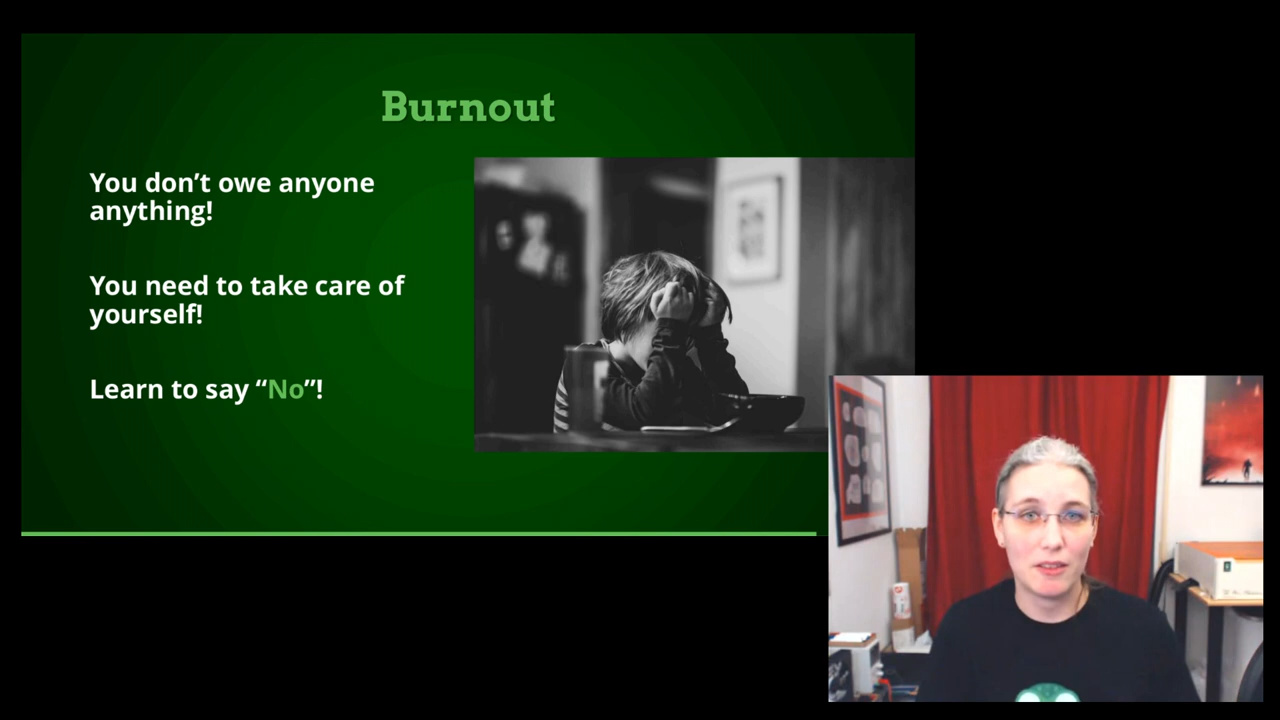 Burnout
You don’t owe anyone
anything!
You need to take care of
yourself!
Learn to say “No”!